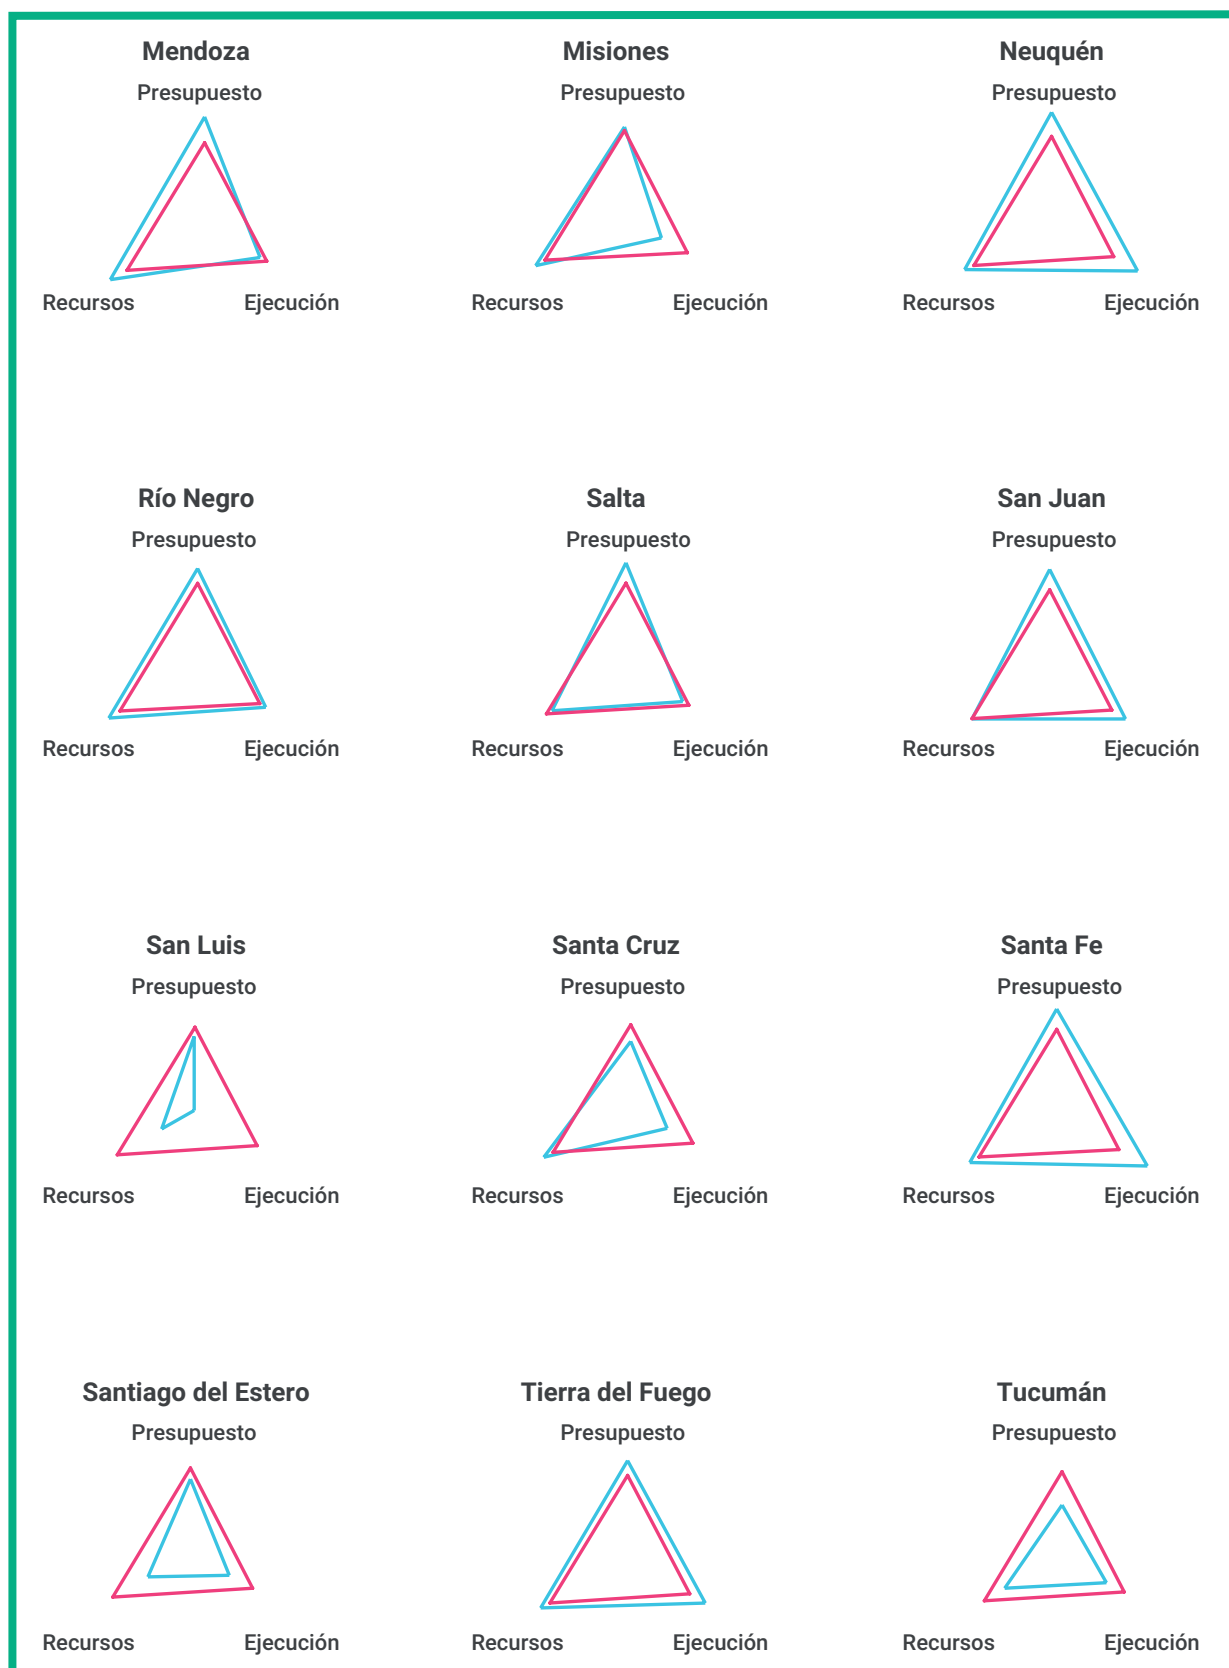 Mendoza
Presupuesto
Recursos
Ejecución
Misiones
Presupuesto
Recursos
Ejecución
Neuquén
Presupuesto
Recursos
Ejecución
Río Negro
Presupuesto
Recursos
Ejecución
Salta
Presupuesto
Recursos
Ejecución
San Juan
Presupuesto
Recursos
Ejecución
San Luis
Presupuesto
Recursos
Ejecución
Santa Cruz
Presupuesto
Recursos
Ejecución
Santa Fe
Presupuesto
Recursos
Ejecución
Santiago del Estero
Presupuesto
Recursos
Ejecución
Tierra del Fuego
Presupuesto
Recursos
Ejecución
Tucumán
Presupuesto
Recursos
Ejecución